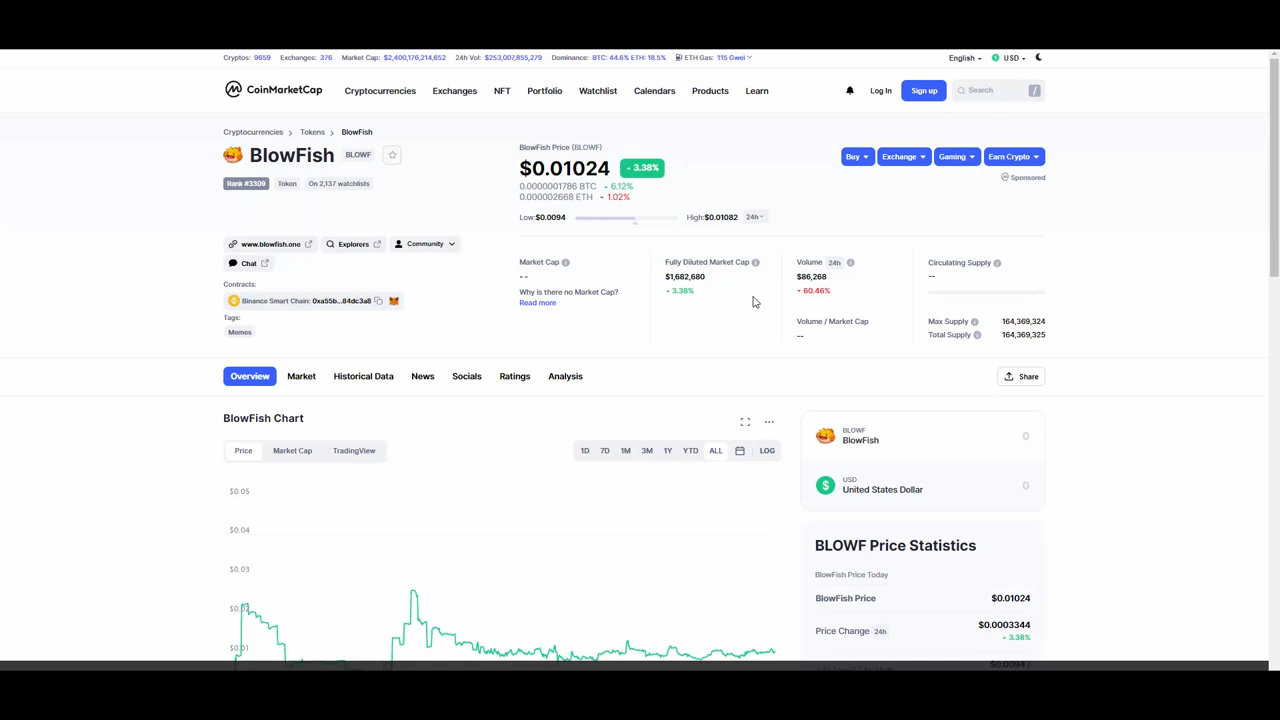 Cryptos: 9659 Exchanges: 376 Market Cap: $2,400,176,214,652 24h Vol: $253,007,855,279 Dominance: BTC: 44.6% ETH: 18.5% ETH Gas: 115 Gwei English USD
CoinMarketCap Cryptocurrencies Exchanges NFT Portfolio Watchlist Calendars Products Learn Log In Sign up Search /
Cryptocurrencies > Tokens > BlowFish
BlowFish BLOWF
Rank #3309 Token On 2,137 watchlists
BlowFish Price (BLOWF)
$0.01024 3.38%
0.0000001786 BTC 6.12%
0.000002668 ETH 1.02%
Low:$0.0094 High:$0.01082 24h
Buy Exchange Gaming Earn Crypto
Sponsored
www.blowfish.one Explorers Community
Chat
Contracts:
Binance Smart Chain: 0xa55b...84dc3a8
Tags:
Memes
Market Cap
- -
Why is there no Market Cap?
Read more
Fully Diluted Market Cap
$1,682,680
3.38%
Volume 24h
$86,268
60.46%
Volume / Market Cap
--
Circulating Supply
--
Max Supply 164,369,324
Total Supply 164,369,325
Overview Market Historical Data News Socials Ratings Analysis Share
BlowFish Chart
Price Market Cap TradingView 1D 7D 1M 3M 1Y YTD ALL LOG
$0.05
$0.04
$0.03
$0.02
$0.01
BLOWF
BlowFish 0
USD
United States Dollar 0
BLOWF Price Statistics
BlowFish Price Today
BlowFish Price $0.01024
Price Change 24h $0.0003344
3.38%
$0.0094 /